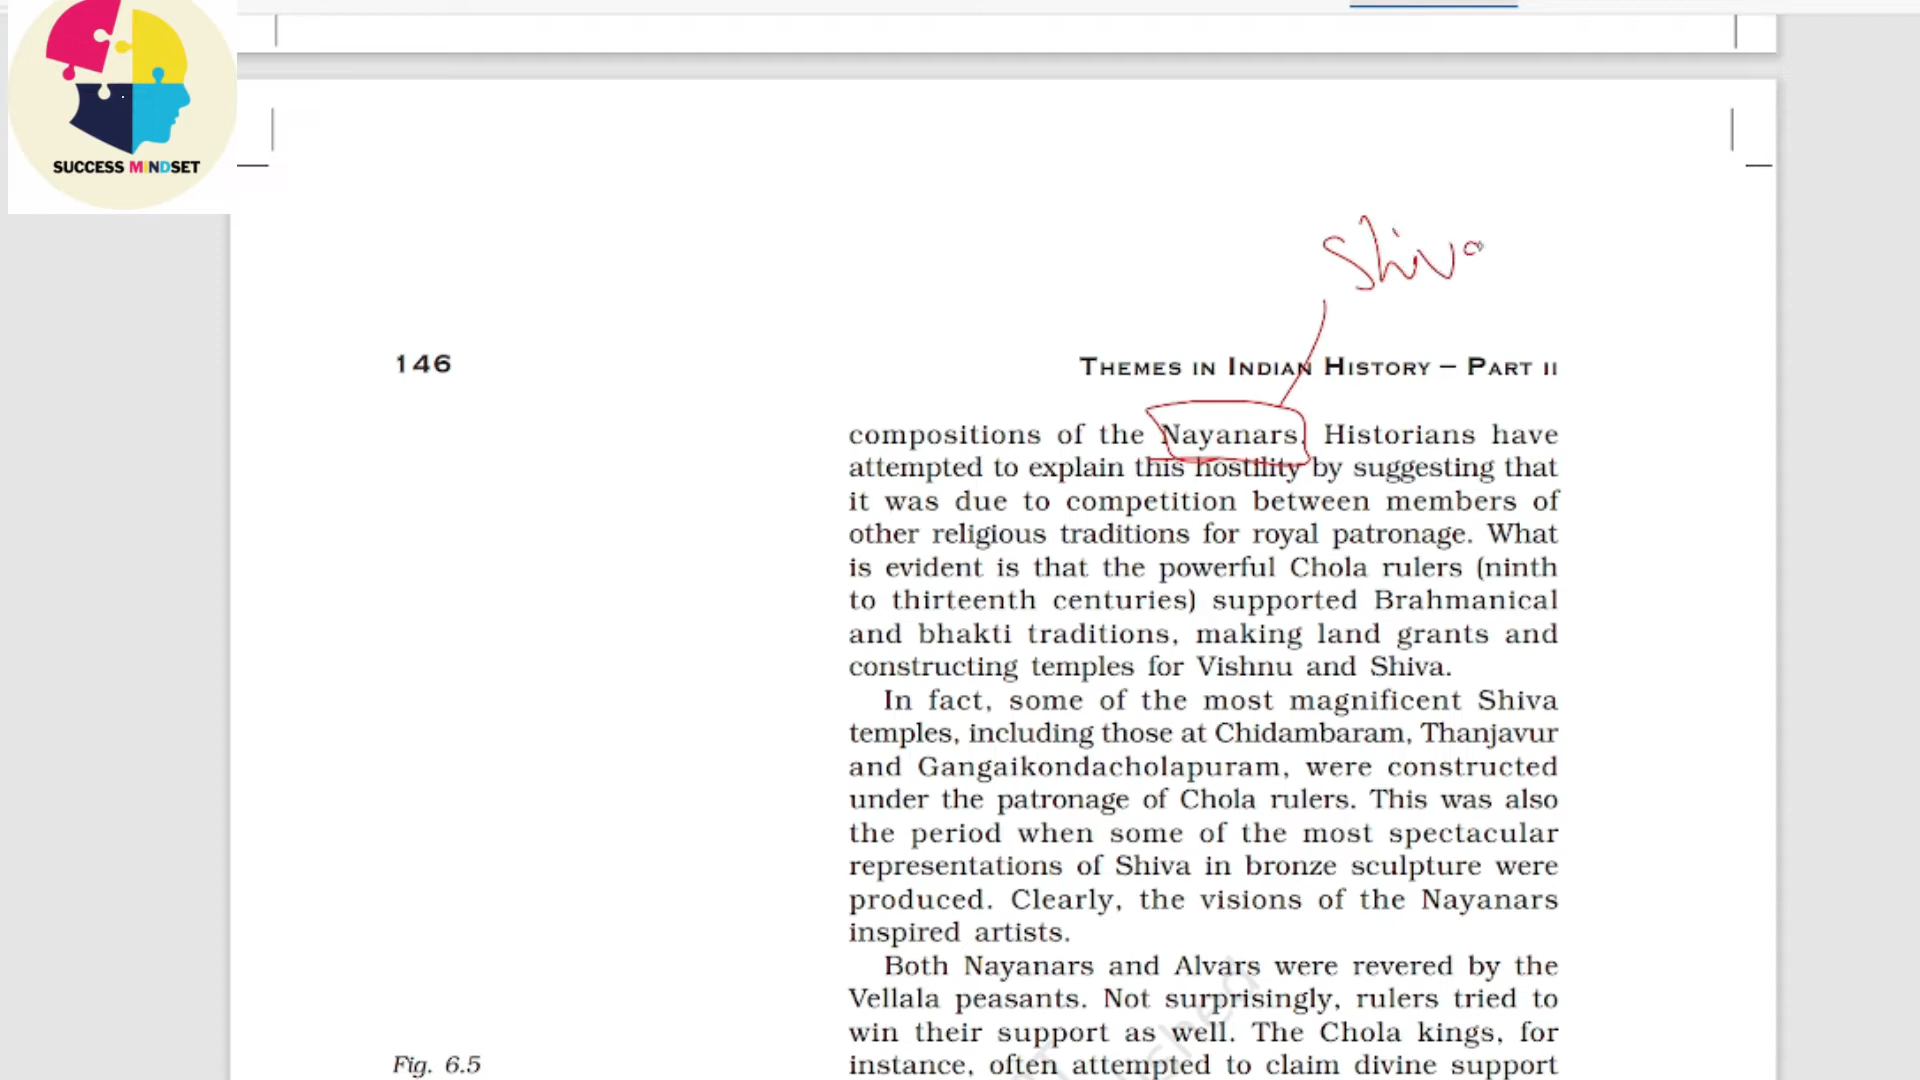 SUCCESS MINDSET
Shiva
146
THEMES IN INDIAN HISTORY – PART II
compositions of the Nayanars. Historians have
attempted to explain this hostility by suggesting that
it was due to competition between members of
other religious traditions for royal patronage. What
is evident is that the powerful Chola rulers (ninth
to thirteenth centuries) supported Brahmanical
and bhakti traditions, making land grants and
constructing temples for Vishnu and Shiva.
In fact, some of the most magnificent Shiva
temples, including those at Chidambaram, Thanjavur
and Gangaikondacholapuram, were constructed
under the patronage of Chola rulers. This was also
the period when some of the most spectacular
representations of Shiva in bronze sculpture were
produced. Clearly, the visions of the Nayanars
inspired artists.
Both Nayanars and Alvars were revered by the
Vellala peasants. Not surprisingly, rulers tried to
win their support as well. The Chola kings, for
instance, often attempted to claim divine support
Fig. 6.5